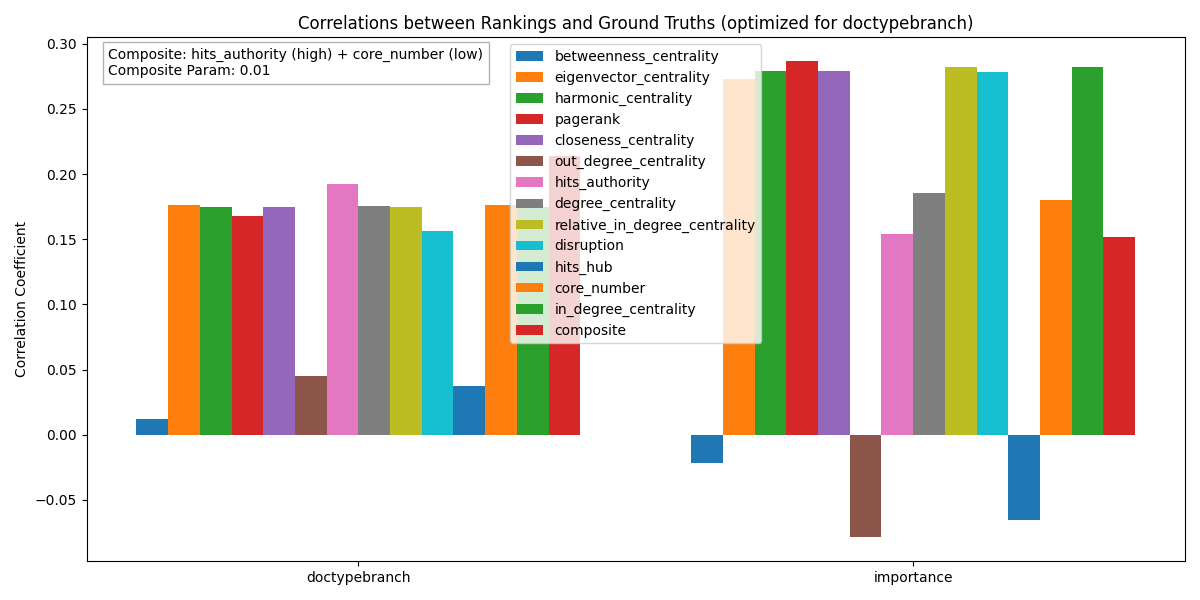 Correlations between Rankings and Ground Truths (optimized for doctypebranch)
Composite: hits_authority (high) + core_number (low)
Composite Param: 0.01
betweenness_centrality
eigenvector_centrality
harmonic_centrality
pagerank
closeness_centrality
out_degree_centrality
hits_authority
degree_centrality
relative_in_degree_centrality
disruption
hits_hub
core_number
in_degree_centrality
composite
Correlation Coefficient
0.30
0.25
0.20
0.15
0.10
0.05
0.00
−0.05
doctypebranch
importance